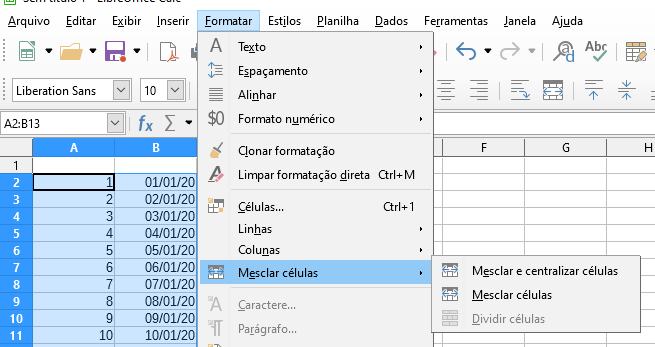 Sem título 1 - LibreOffice Calc
Arquivo Editar Exibir Inserir Formatar Estilos Planilha Dados Ferramentas Janela Ajuda
Texto
Espaçamento
Alinhar
Formato numérico
Clonar formatação
Limpar formatação direta Ctrl+M
Células... Ctrl+1
Linhas
Colunas
Mesclar células
Caractere...
Parágrafo...
Mesclar e centralizar células
Mesclar células
Dividir células
Liberation Sans 10
A2:B13
A B F G H
1
2 1 01/01/20
3 2 02/01/20
4 3 03/01/20
5 4 04/01/20
6 5 05/01/20
7 6 06/01/20
8 7 07/01/20
9 8 08/01/20
10 9 09/01/20
11 10 10/01/20